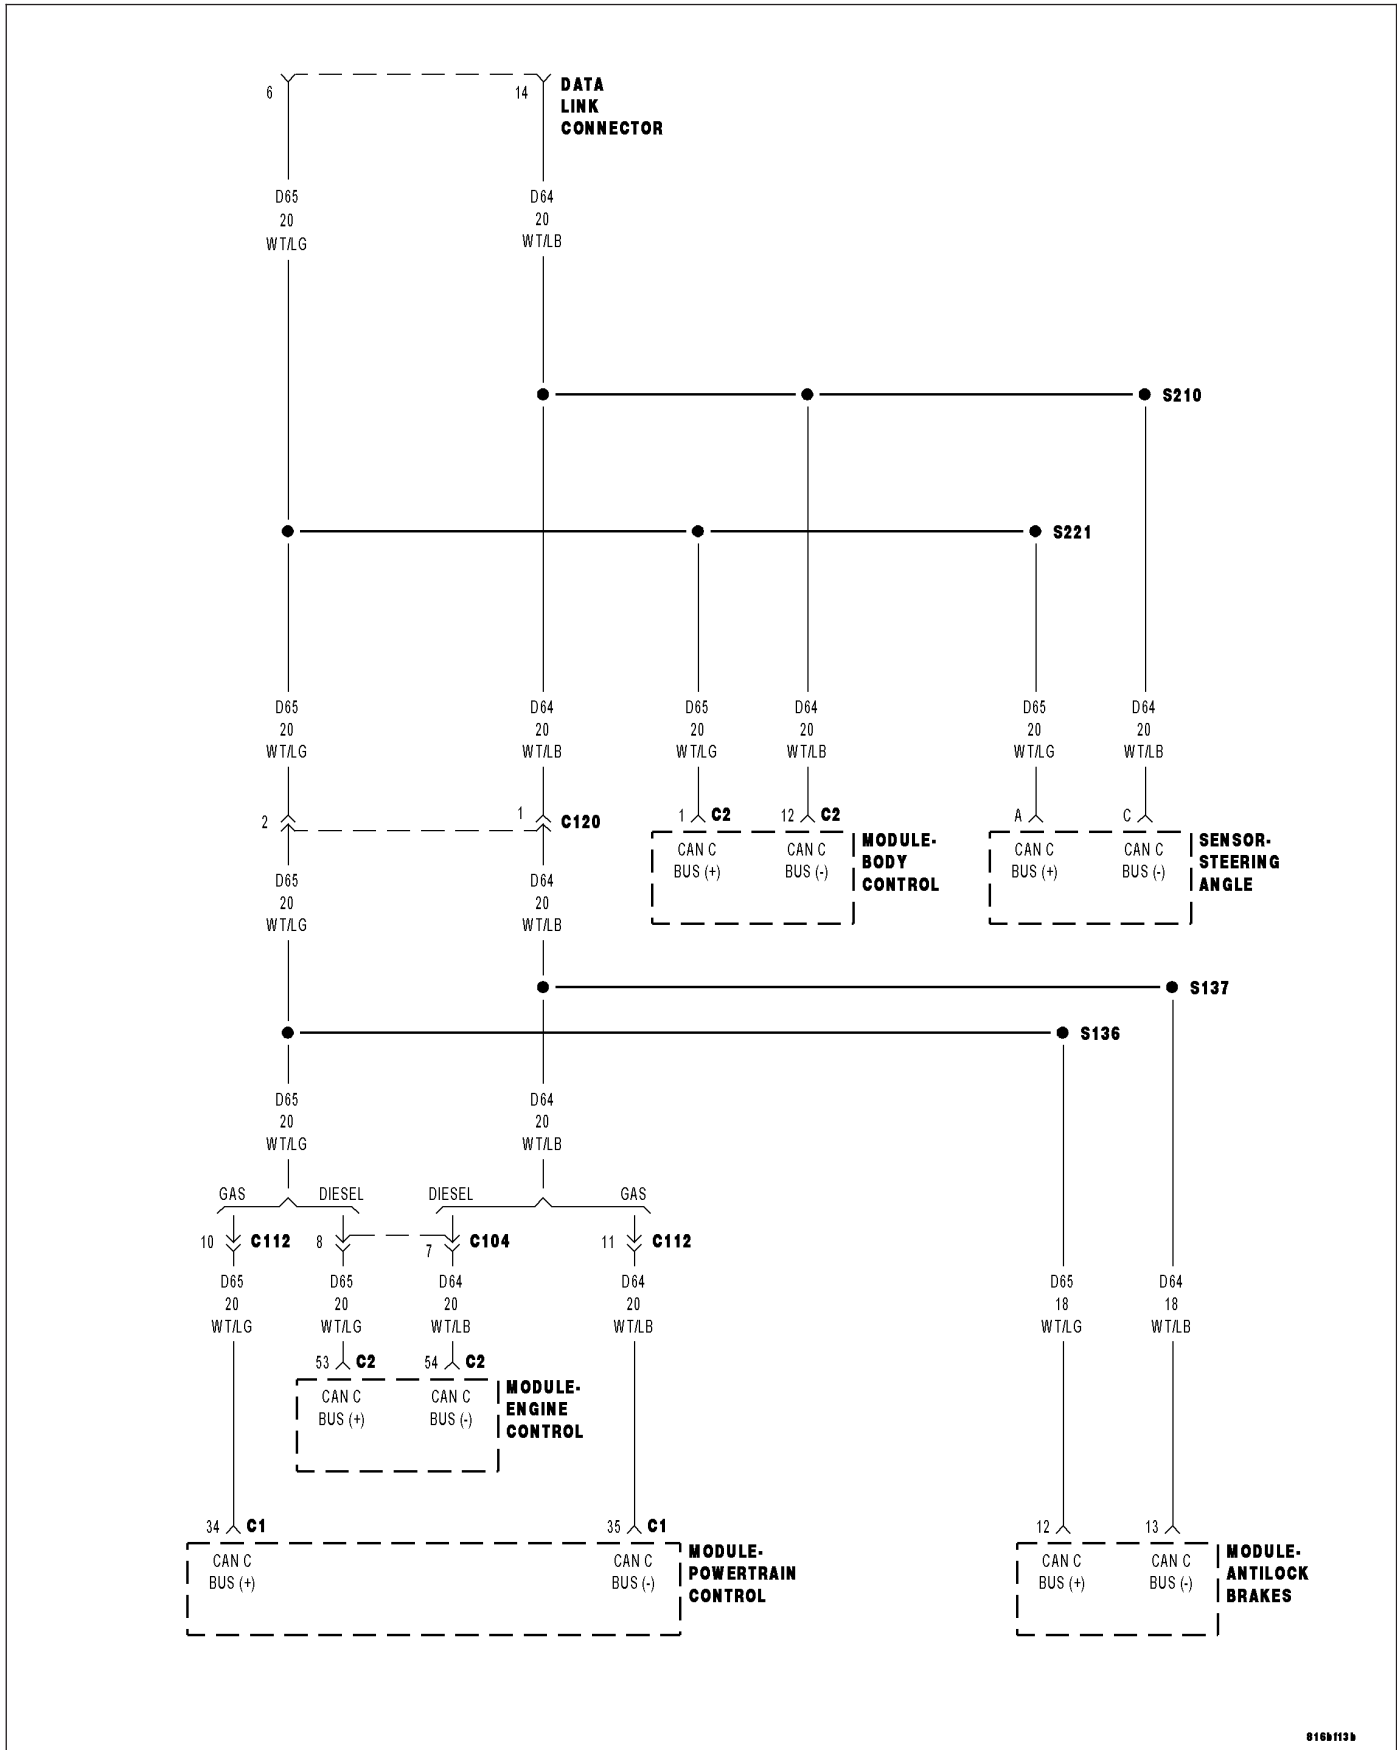 6
14
DATA
LINK
CONNECTOR
D65
20
WT/LG
D64
20
WT/LB
S210
S221
D65
20
WT/LG
D64
20
WT/LB
D65
20
WT/LG
D64
20
WT/LB
D65
20
WT/LG
D64
20
WT/LB
2
1
C120
1
C2
12
C2
A
C
CAN C
BUS (+)
CAN C
BUS (-)
MODULE-
BODY
CONTROL
CAN C
BUS (+)
CAN C
BUS (-)
SENSOR-
STEERING
ANGLE
D65
20
WT/LG
D64
20
WT/LB
S137
S136
D65
20
WT/LG
D64
20
WT/LB
GAS
DIESEL
DIESEL
GAS
10
C112
8
7
C104
11
C112
D65
20
WT/LG
D65
20
WT/LG
D64
20
WT/LB
D64
20
WT/LB
D65
18
WT/LG
D64
18
WT/LB
53
C2
54
C2
CAN C
BUS (+)
CAN C
BUS (-)
MODULE-
ENGINE
CONTROL
34
C1
35
C1
12
13
CAN C
BUS (+)
CAN C
BUS (-)
MODULE-
POWERTRAIN
CONTROL
CAN C
BUS (+)
CAN C
BUS (-)
MODULE-
ANTILOCK
BRAKES
816bf13b